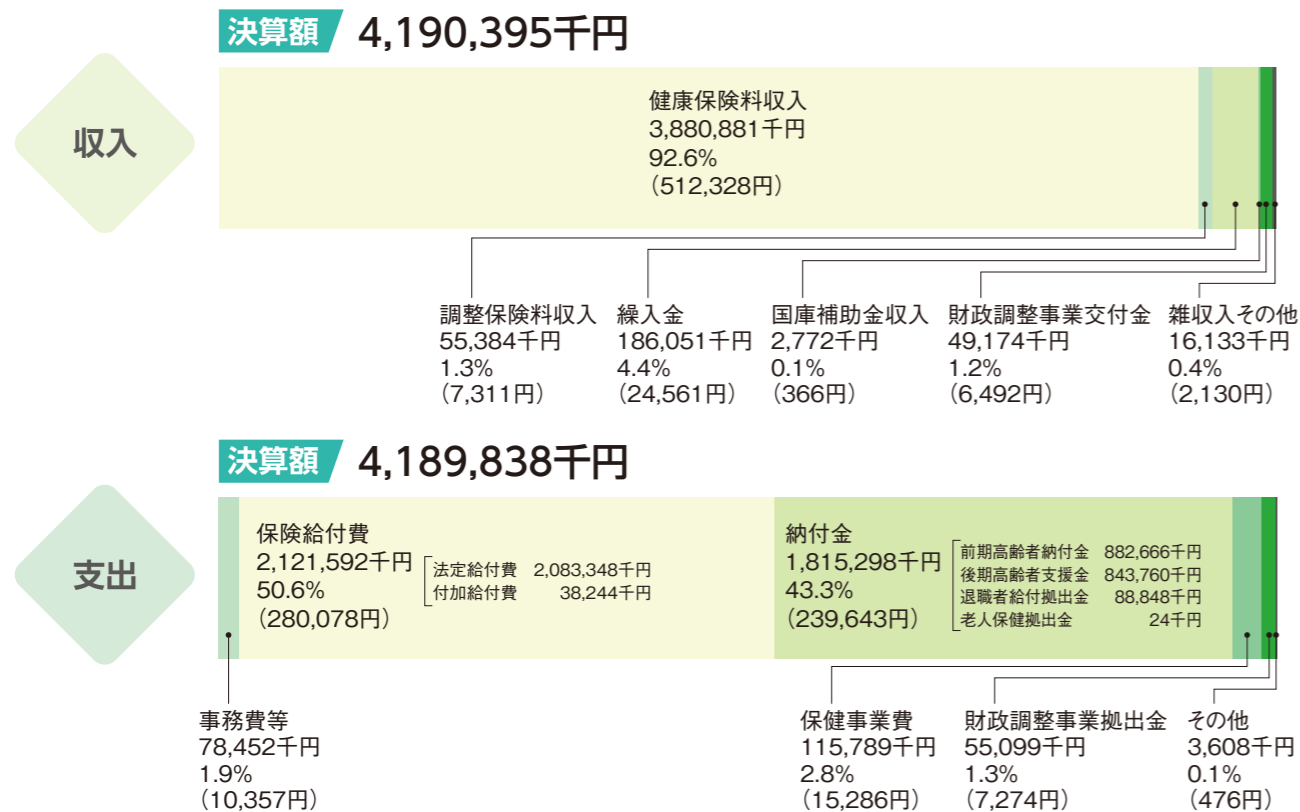 決算額 4,190,395千円
収入
健康保険料収入
3,880,881千円
92.6%
(512,328円)
調整保険料収入
55,384千円
1.3%
(7,311円)
繰入金
186,051千円
4.4%
(24,561円)
国庫補助金収入
2,772千円
0.1%
(366円)
財政調整事業交付金
49,174千円
1.2%
(6,492円)
雑収入その他
16,133千円
0.4%
(2,130円)
決算額 4,189,838千円
支出
保険給付費
2,121,592千円
50.6%
(280,078円)
法定給付費 2,083,348千円
付加給付費 38,244千円
納付金
1,815,298千円
43.3%
(239,643円)
前期高齢者納付金 882,666千円
後期高齢者支援金 843,760千円
退職者給付拠出金 88,848千円
老人保健拠出金 24千円
事務費等
78,452千円
1.9%
(10,357円)
保健事業費
115,789千円
2.8%
(15,286円)
財政調整事業拠出金
55,099千円
1.3%
(7,274円)
その他
3,608千円
0.1%
(476円)